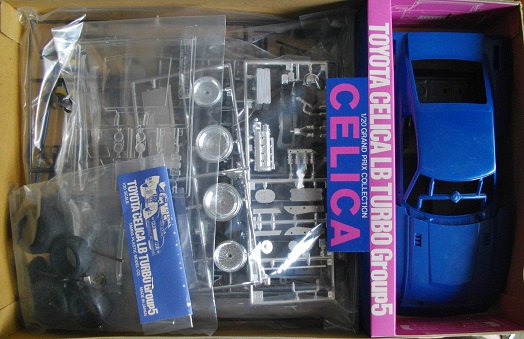 TOYOTA CELICA LB TURBO Group5
1/20 GRAND PRIX COLLECTION
CELICA
TOYOTA CELICA LB TURBO Group5